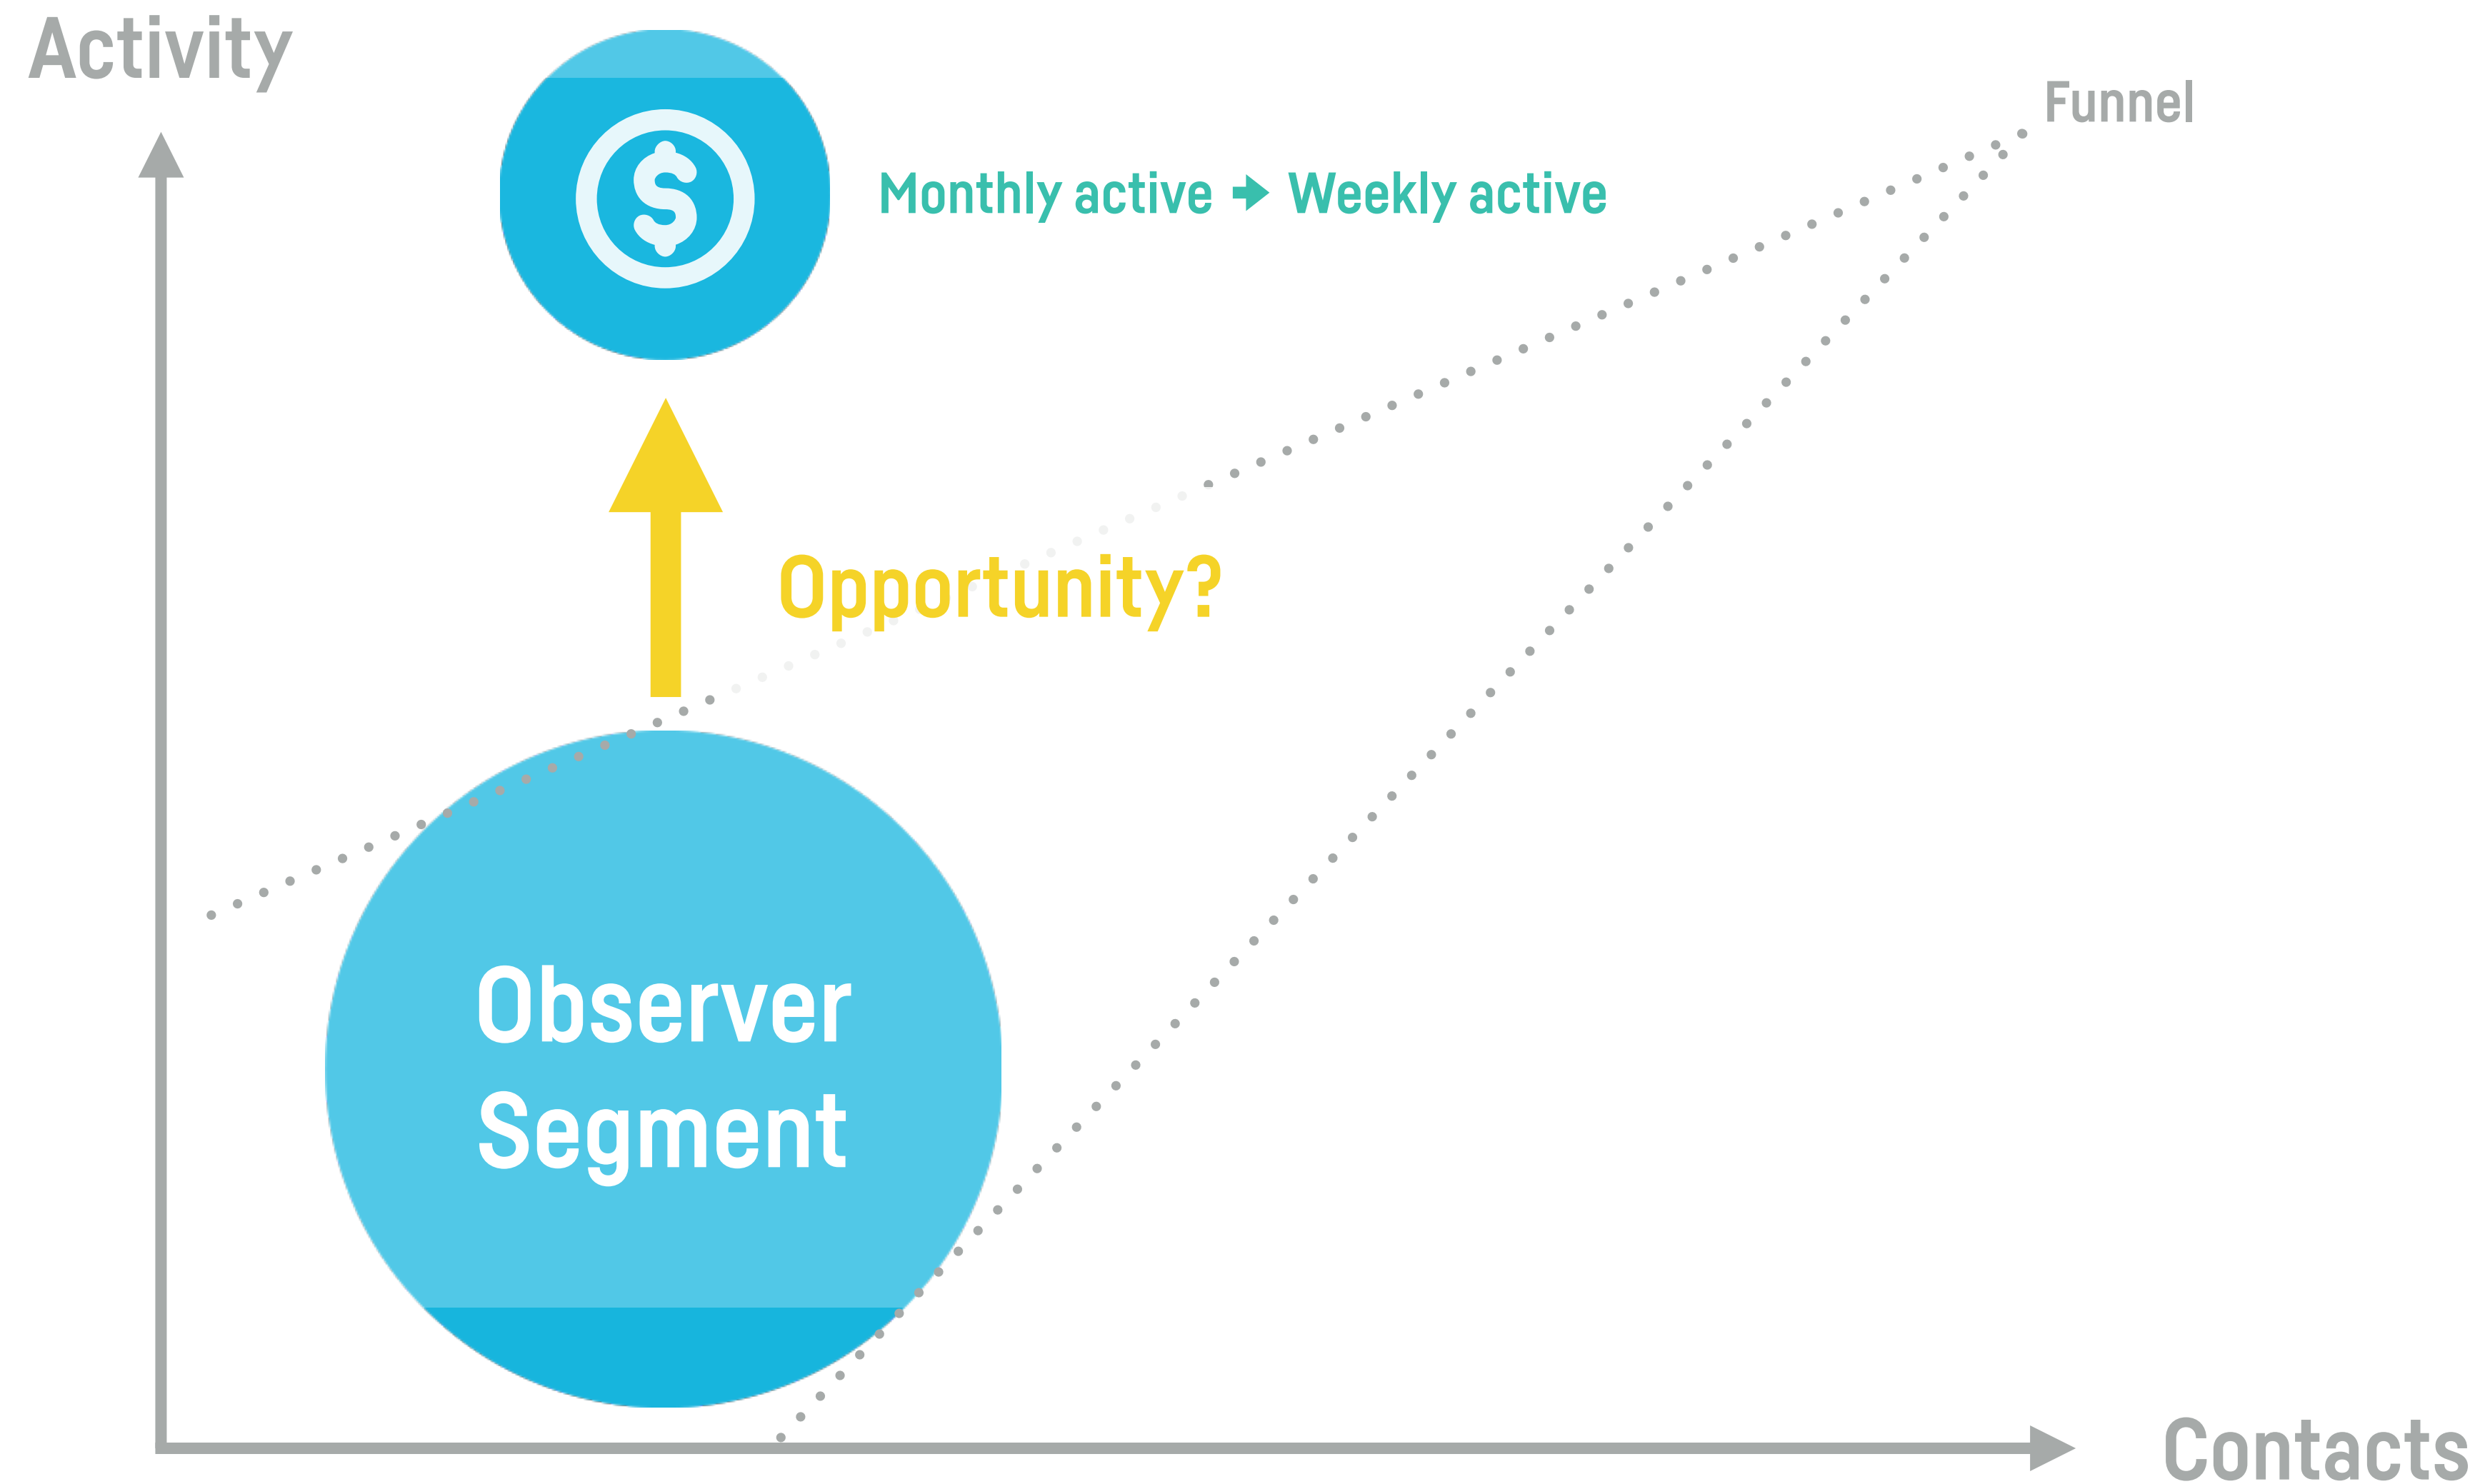 Activity
Funnel
Monthly active → Weekly active
Opportunity?
Observer
Segment
Contacts